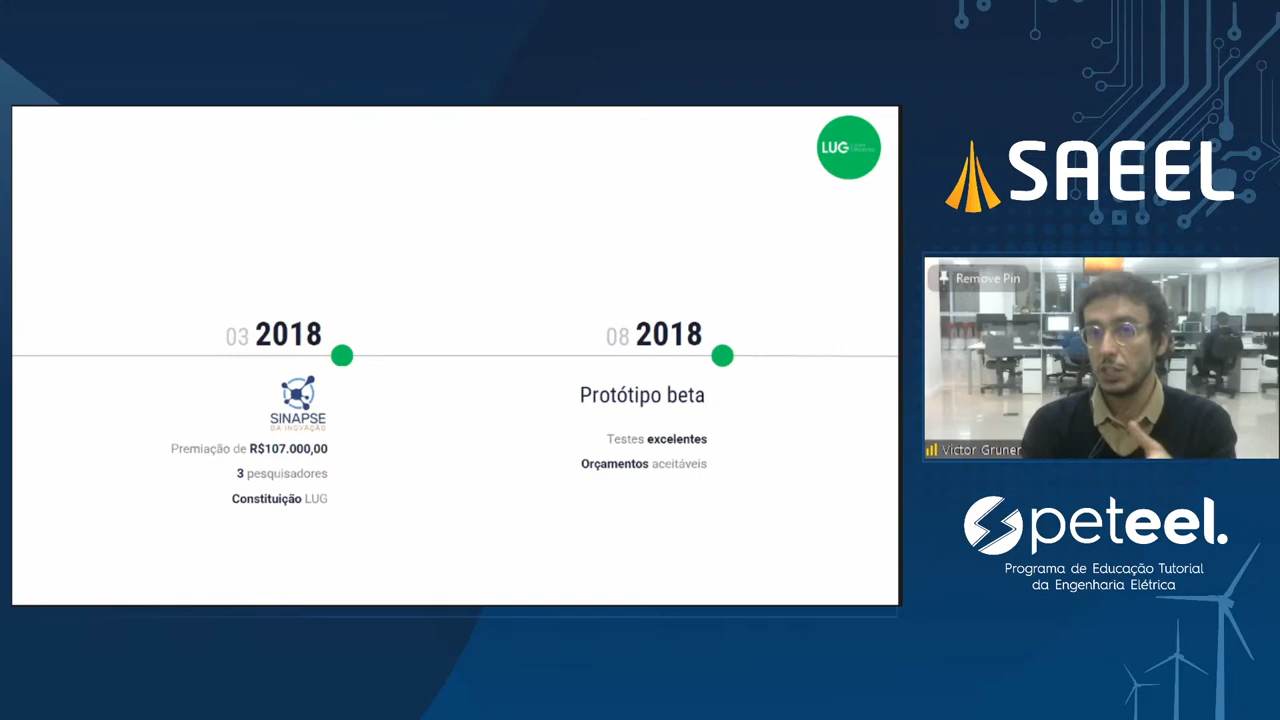 LUG
03 2018
SINAPSE
DA INOVAÇÃO
Premiação de R$107.000,00
3 pesquisadores
Constituição LUG
08 2018
Protótipo beta
Testes excelentes
Orçamentos aceitáveis
SAEEL
Remove Pin
Victor Gruner
peteel.
Programa de Educação Tutorial
da Engenharia Elétrica